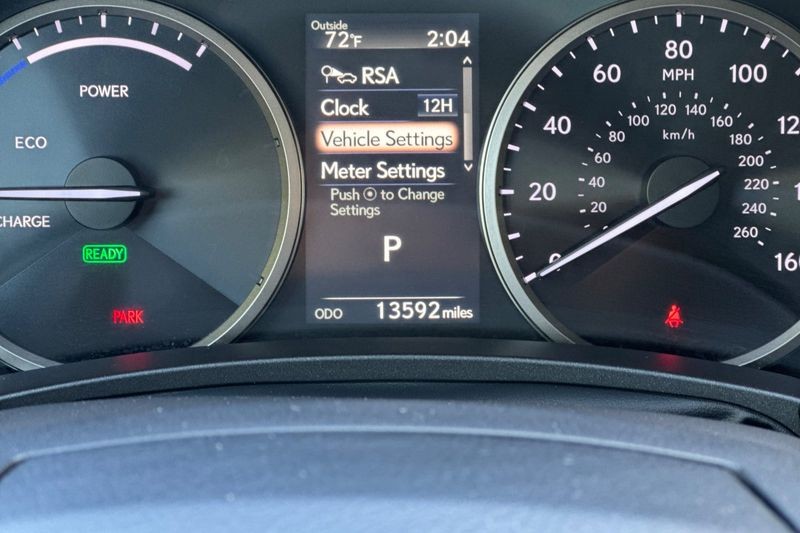 POWER
ECO
CHARGE
READY
PARK
Outside
72°F 2:04
RSA
Clock 12H
Vehicle Settings
Meter Settings
Push to Change
Settings
P
ODO 13592 miles
0
20
40
60
80
100
160
MPH
km/h
20
40
60
80
100
120
140
160
180
200
220
240
260